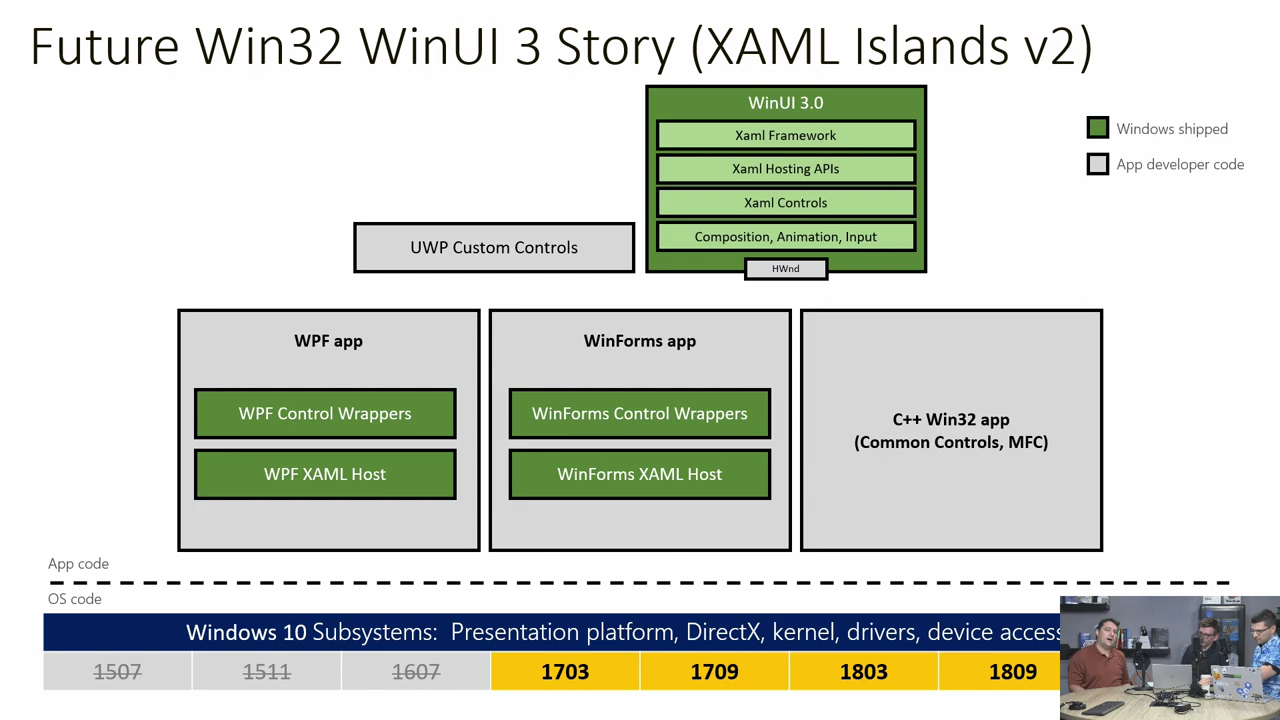 Future Win32 WinUI 3 Story (XAML Islands v2)
WinUI 3.0
Xaml Framework
Xaml Hosting APIs
Xaml Controls
Composition, Animation, Input
HWnd
Windows shipped
App developer code
UWP Custom Controls
WPF app
WPF Control Wrappers
WPF XAML Host
WinForms app
WinForms Control Wrappers
WinForms XAML Host
C++ Win32 app
(Common Controls, MFC)
App code
OS code
Windows 10 Subsystems: Presentation platform, DirectX, kernel, drivers, device access
1507 1511 1607 1703 1709 1803 1809